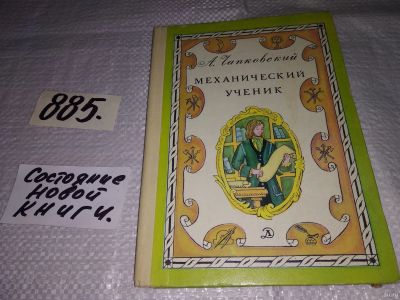 885.
Состояние
новой
книги.
А. Чапковский
МЕХАНИЧЕСКИЙ
УЧЕНИК
Д